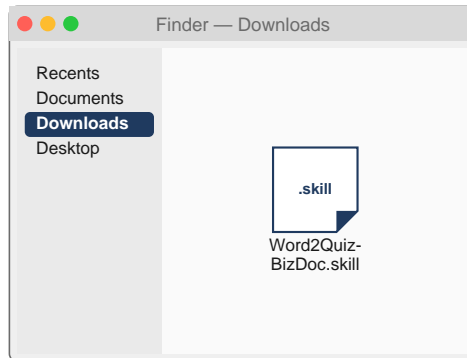 Finder — Downloads
Recents
Documents
Downloads
Desktop
.skill
Word2Quiz-
BizDoc.skill